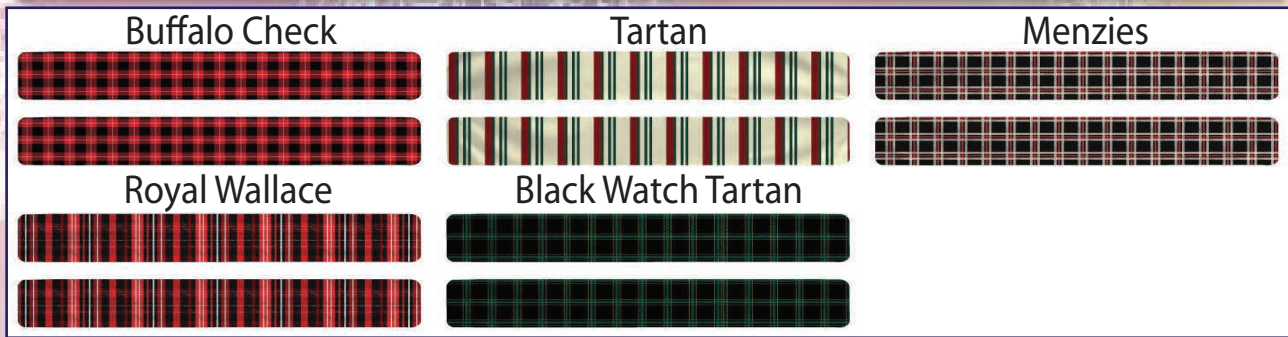 Buffalo Check
Tartan
Menzies
Royal Wallace
Black Watch Tartan